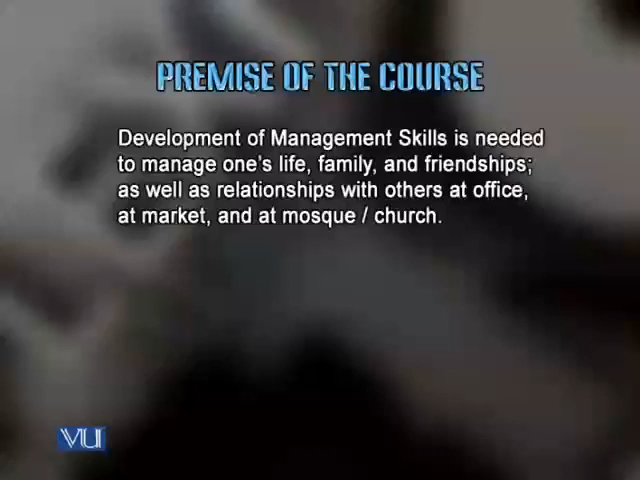 PREMISE OF THE COURSE
Development of Management Skills is needed
to manage one's life, family, and friendships;
as well as relationships with others at office,
at market, and at mosque / church.
VU